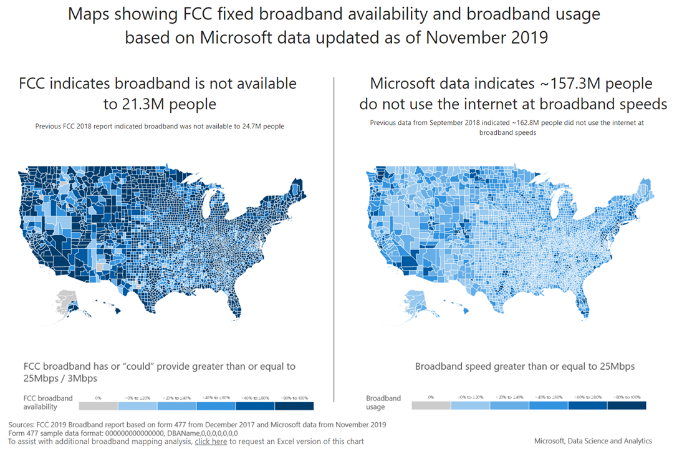 Maps showing FCC fixed broadband availability and broadband usage
based on Microsoft data updated as of November 2019
FCC indicates broadband is not available
to 21.3M people
Previous FCC 2018 report indicated broadband was not available to 24.7M people
Microsoft data indicates ~157.3M people
do not use the internet at broadband speeds
Previous data from September 2018 indicated ~162.8M people did not use the internet at
broadband speeds
FCC broadband has or "could" provide greater than or equal to
25Mbps / 3Mbps
FCC broadband
availability
0%
Broadband speed greater than or equal to 25Mbps
Broadband
usage
0%
Sources: FCC 2019 Broadband report based on form 477 from December 2017 and Microsoft data from November 2019
Form 477 sample data format: 000000000000000, DBAName,0,0,0,0,0,0,0
To assist with additional broadband mapping analysis, click here to request an Excel version of this chart
Microsoft, Data Science and Analytics